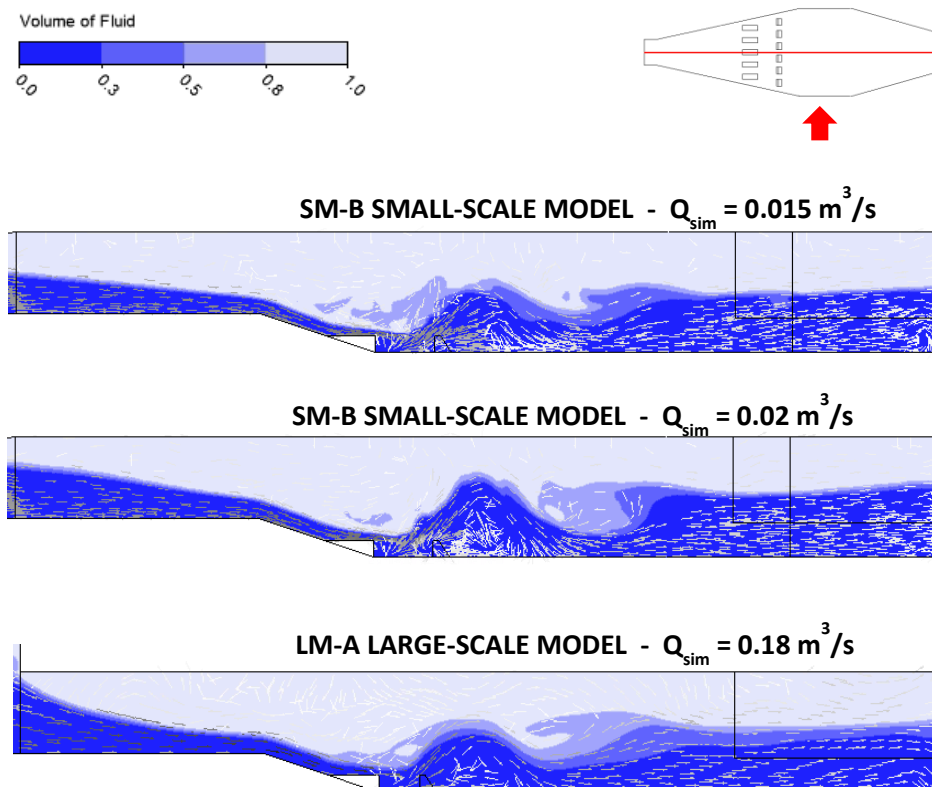 Volume of Fluid
0.0 0.3 0.5 0.8 1.0
SM-B SMALL-SCALE MODEL - Qsim = 0.015 m³/s
SM-B SMALL-SCALE MODEL - Qsim = 0.02 m³/s
LM-A LARGE-SCALE MODEL - Qsim = 0.18 m³/s